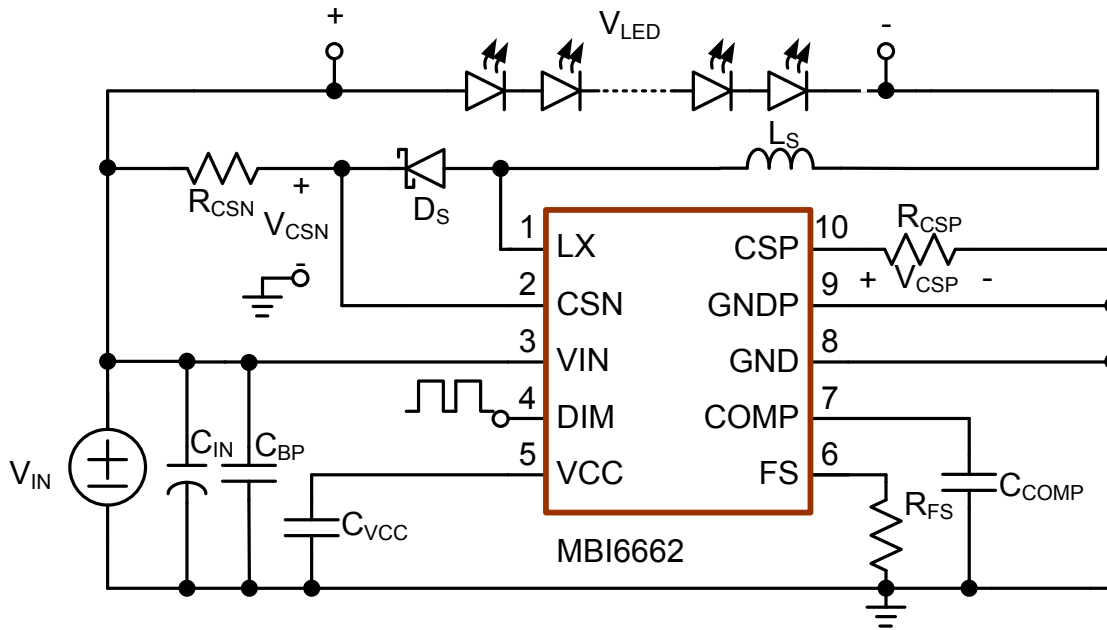 +
V_LED
-
L_S
R_CSN
+
D_S
V_CSN
-
1
LX
CSP
10
R_CSP
+
V_CSP
-
2
CSN
GNDP
9
3
VIN
GND
8
4
DIM
COMP
7
5
VCC
FS
6
V_IN
C_IN
C_BP
C_VCC
R_FS
C_COMP
MBI6662